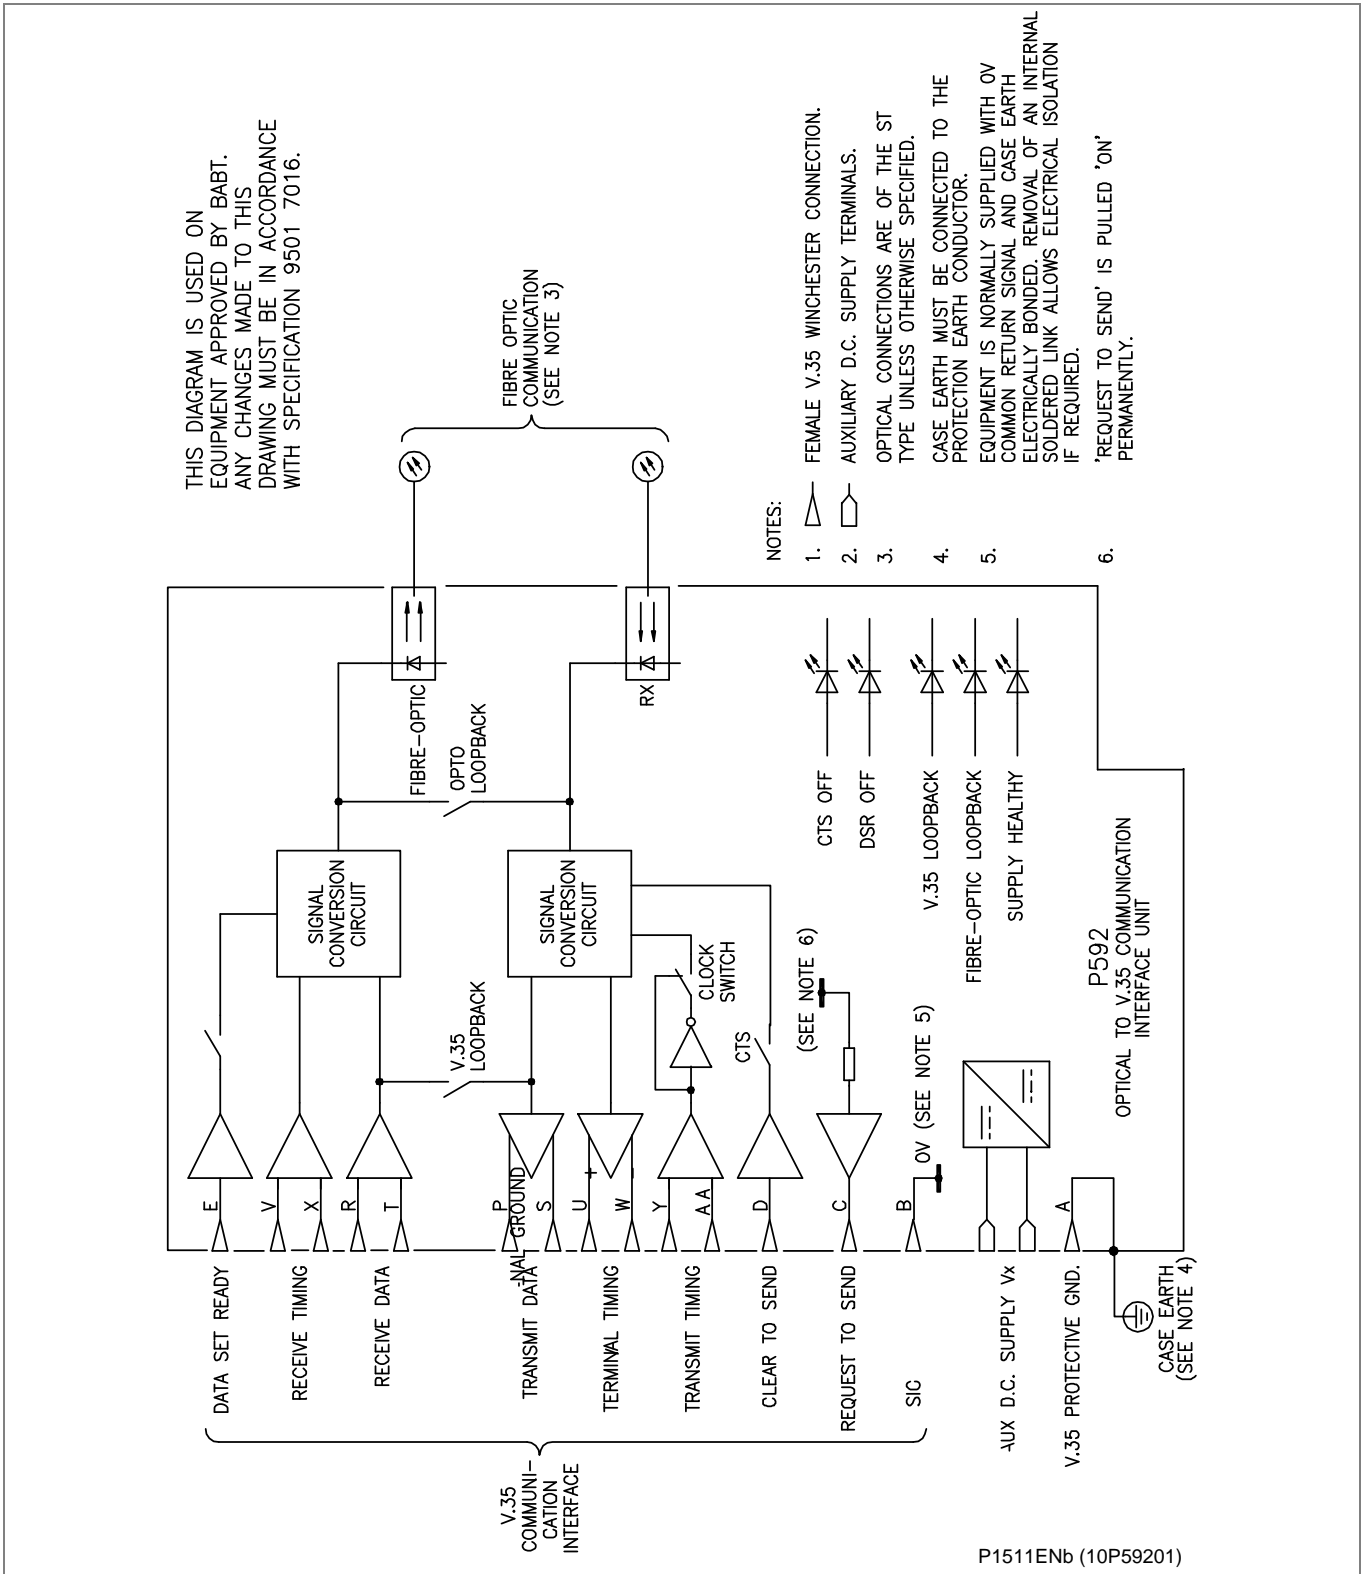 THIS DIAGRAM IS USED ON
EQUIPMENT APPROVED BY BABT.
ANY CHANGES MADE TO THIS
DRAWING MUST BE IN ACCORDANCE
WITH SPECIFICATION 9501 7016.
FIBRE OPTIC
COMMUNICATION
(SEE NOTE 3)
FIBRE-OPTIC
RX
OPTO
LOOPBACK
SIGNAL
CONVERSION
CIRCUIT
SIGNAL
CONVERSION
CIRCUIT
V.35
LOOPBACK
CLOCK
SWITCH
CTS
(SEE NOTE 6)
0V (SEE NOTE 5)
E
V
X
R
T
P
S
U
+
W
-
Y
AA
D
C
B
A
DATA SET READY
RECEIVE TIMING
RECEIVE DATA
-NAL GROUND
TRANSMIT DATA
TERMINAL TIMING
TRANSMIT TIMING
CLEAR TO SEND
REQUEST TO SEND
SIG
AUX D.C. SUPPLY Vx
V.35 PROTECTIVE GND.
CASE EARTH
(SEE NOTE 4)
V.35
COMMUNI-
CATION
INTERFACE
CTS OFF
DSR OFF
V.35 LOOPBACK
FIBRE-OPTIC LOOPBACK
SUPPLY HEALTHY
P592
OPTICAL TO V.35 COMMUNICATION
INTERFACE UNIT
NOTES:
1. FEMALE V.35 WINCHESTER CONNECTION.
2. AUXILIARY D.C. SUPPLY TERMINALS.
3. OPTICAL CONNECTIONS ARE OF THE ST
TYPE UNLESS OTHERWISE SPECIFIED.
4. CASE EARTH MUST BE CONNECTED TO THE
PROTECTION EARTH CONDUCTOR.
5. EQUIPMENT IS NORMALLY SUPPLIED WITH 0V
COMMON RETURN SIGNAL AND CASE EARTH
ELECTRICALLY BONDED. REMOVAL OF AN INTERNAL
SOLDERED LINK ALLOWS ELECTRICAL ISOLATION
IF REQUIRED.
6. 'REQUEST TO SEND' IS PULLED 'ON'
PERMANENTLY.
P1511ENb (10P59201)